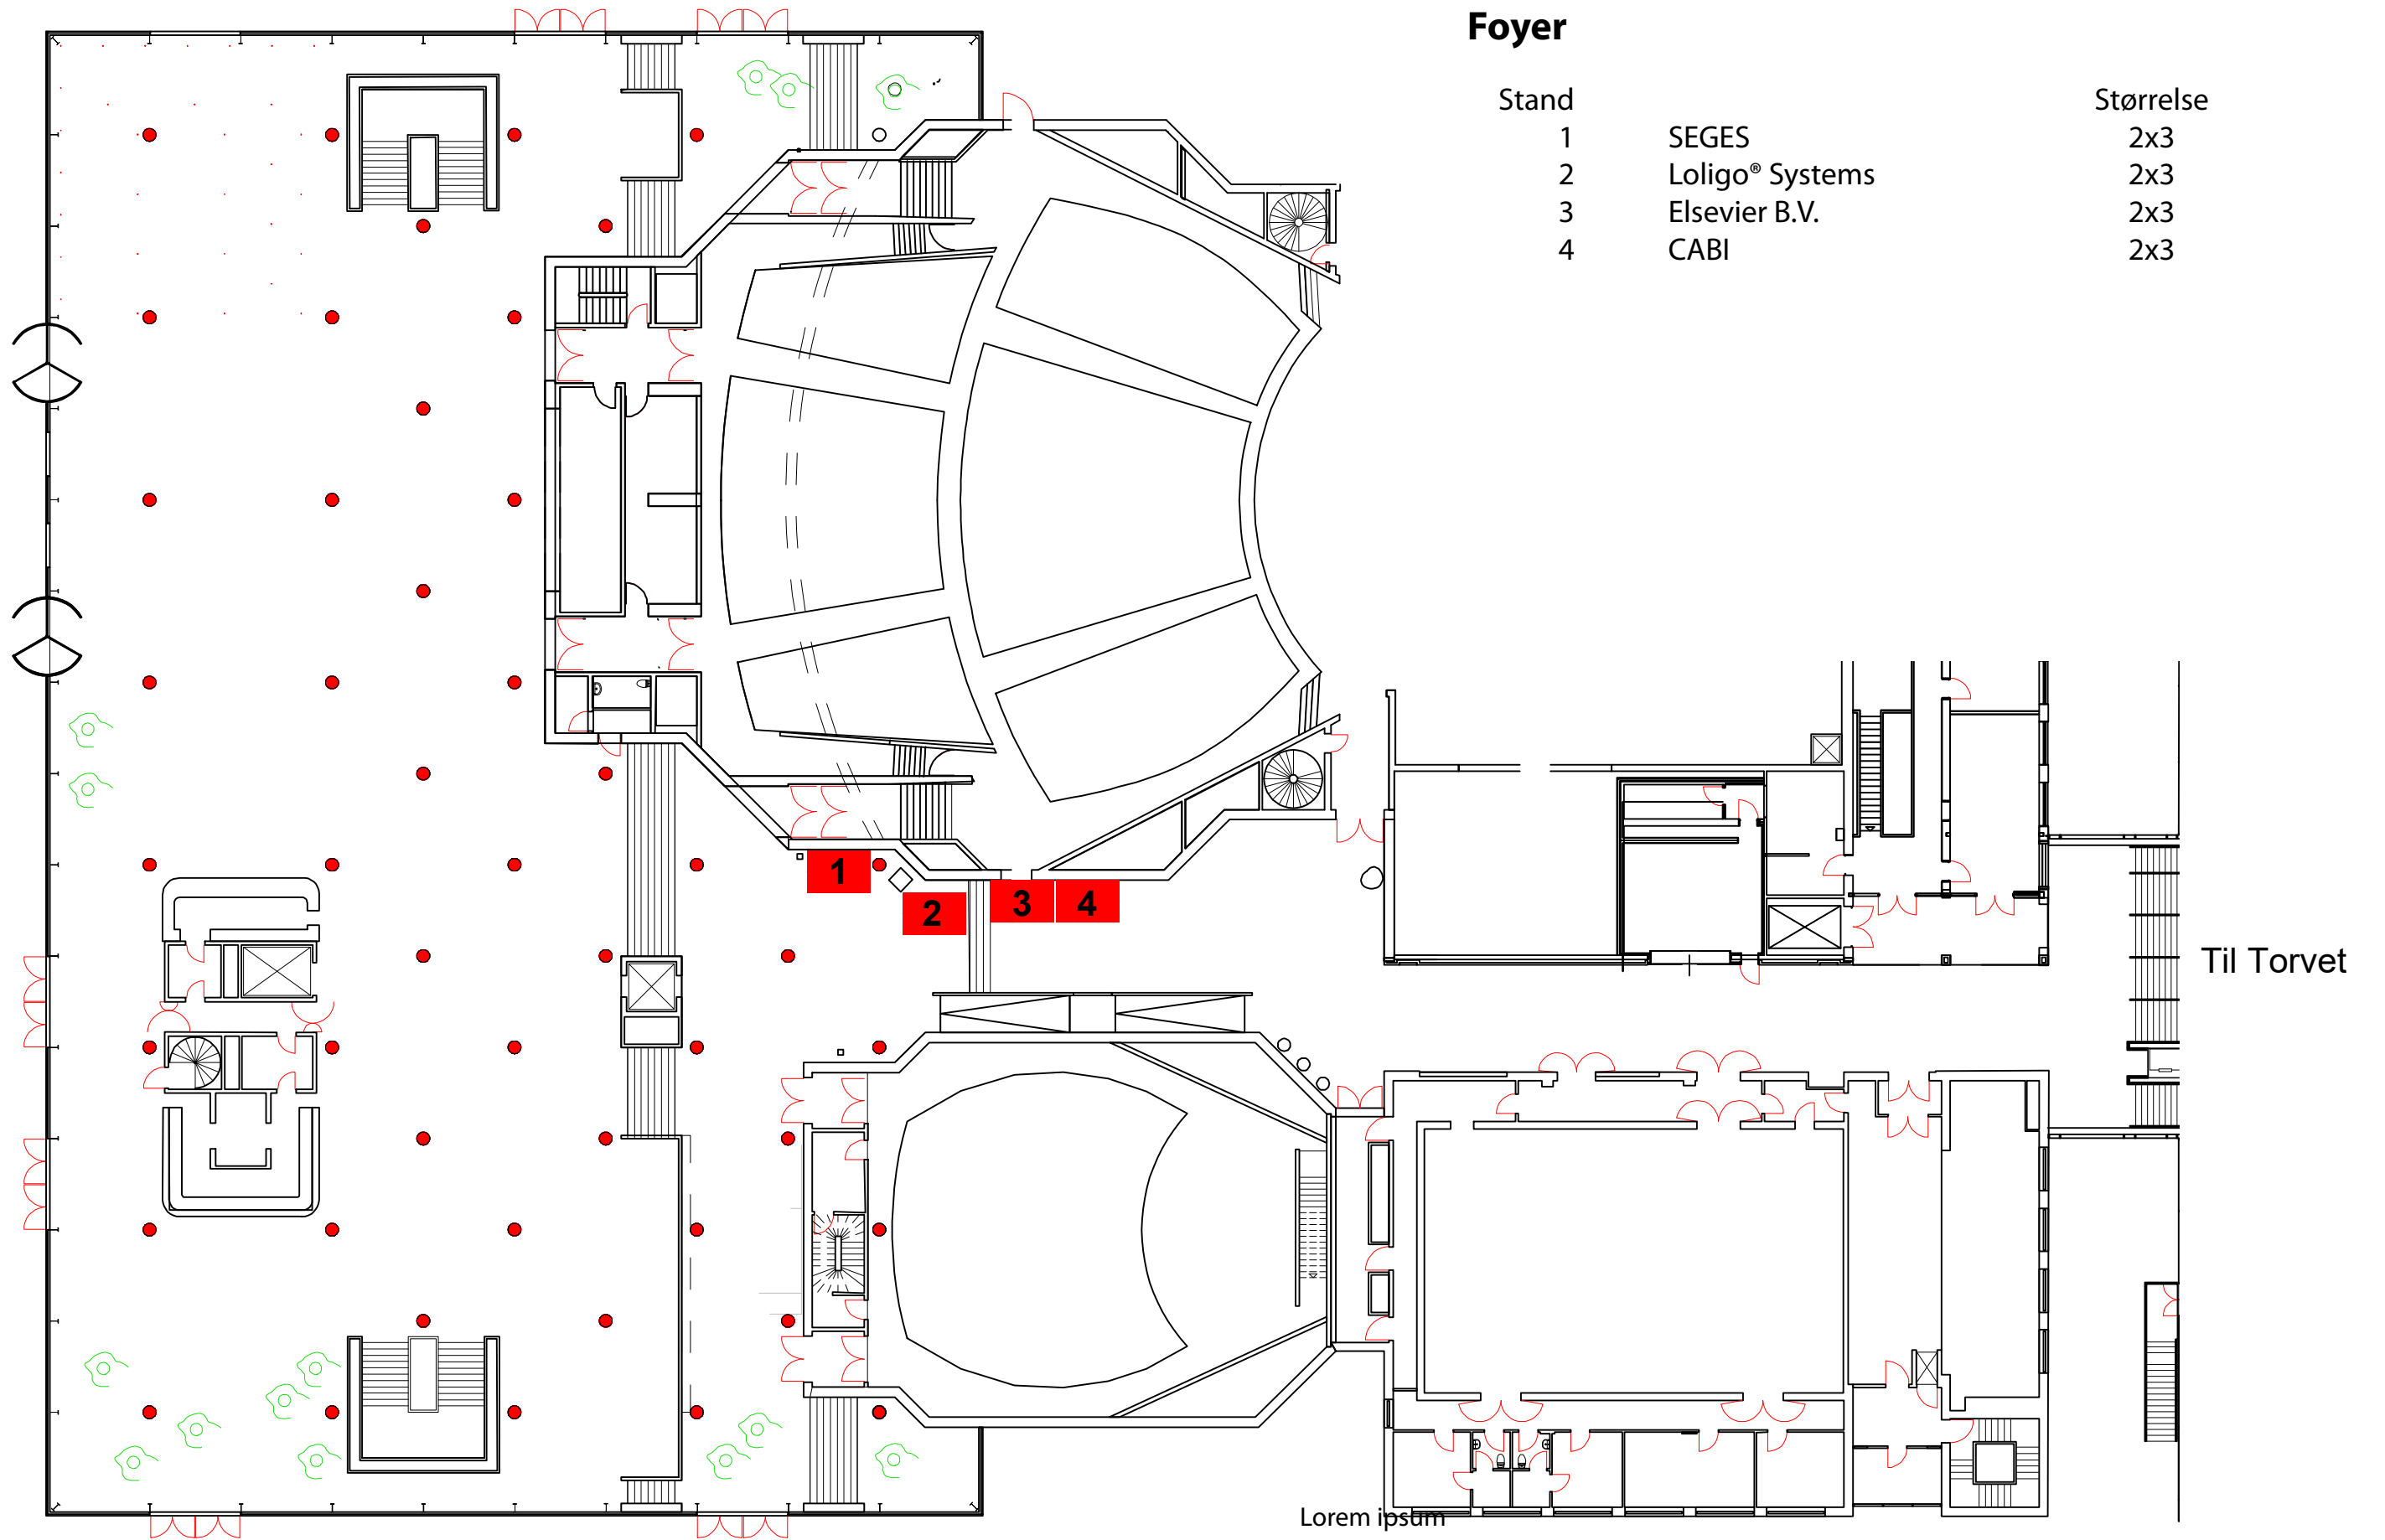 Foyer
Stand Størrelse
1 SEGES 2x3
2 Loligo® Systems 2x3
3 Elsevier B.V. 2x3
4 CABI 2x3
1
2
3
4
Til Torvet
Lorem ipsum